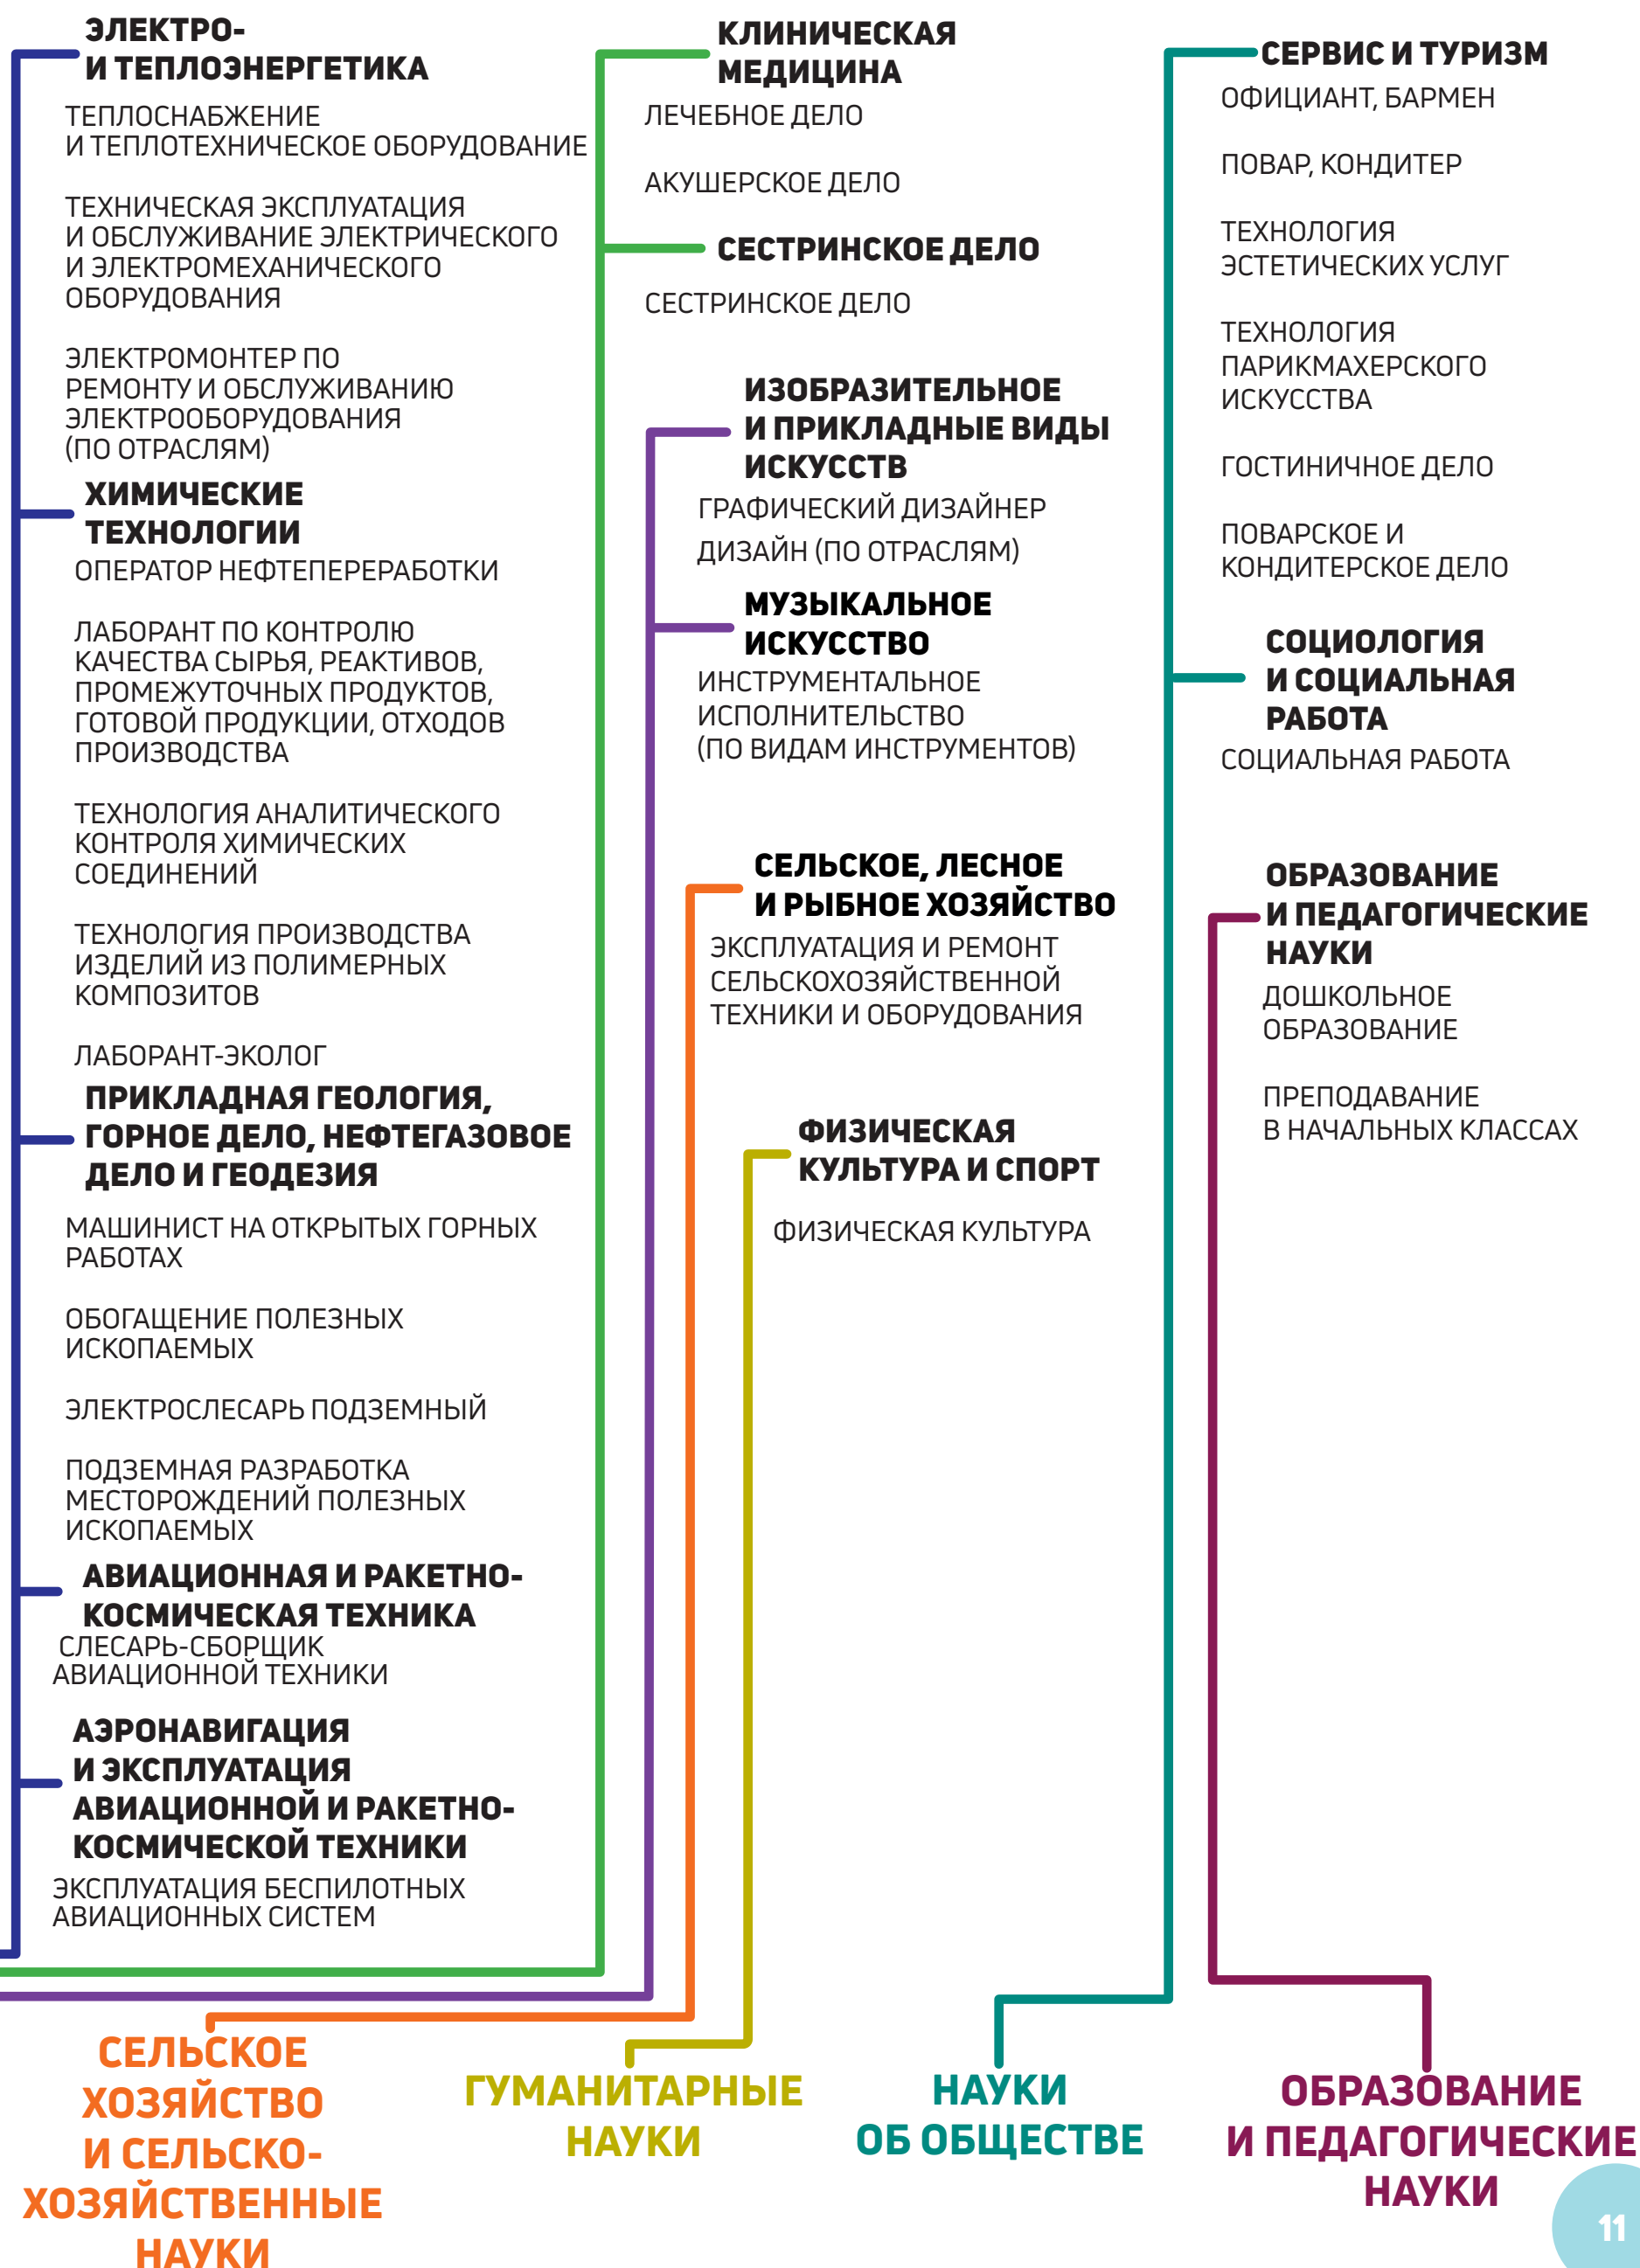 ЭЛЕКТРО-
И ТЕПЛОЭНЕРГЕТИКА
ТЕПЛОСНАБЖЕНИЕ
И ТЕПЛОТЕХНИЧЕСКОЕ ОБОРУДОВАНИЕ
ТЕХНИЧЕСКАЯ ЭКСПЛУАТАЦИЯ
И ОБСЛУЖИВАНИЕ ЭЛЕКТРИЧЕСКОГО
И ЭЛЕКТРОМЕХАНИЧЕСКОГО
ОБОРУДОВАНИЯ
ЭЛЕКТРОМОНТЕР ПО
РЕМОНТУ И ОБСЛУЖИВАНИЮ
ЭЛЕКТРООБОРУДОВАНИЯ
(ПО ОТРАСЛЯМ)
ХИМИЧЕСКИЕ
ТЕХНОЛОГИИ
ОПЕРАТОР НЕФТЕПЕРЕРАБОТКИ
ЛАБОРАНТ ПО КОНТРОЛЮ
КАЧЕСТВА СЫРЬЯ, РЕАКТИВОВ,
ПРОМЕЖУТОЧНЫХ ПРОДУКТОВ,
ГОТОВОЙ ПРОДУКЦИИ, ОТХОДОВ
ПРОИЗВОДСТВА
ТЕХНОЛОГИЯ АНАЛИТИЧЕСКОГО
КОНТРОЛЯ ХИМИЧЕСКИХ
СОЕДИНЕНИЙ
ТЕХНОЛОГИЯ ПРОИЗВОДСТВА
ИЗДЕЛИЙ ИЗ ПОЛИМЕРНЫХ
КОМПОЗИТОВ
ЛАБОРАНТ-ЭКОЛОГ
ПРИКЛАДНАЯ ГЕОЛОГИЯ,
ГОРНОЕ ДЕЛО, НЕФТЕГАЗОВОЕ
ДЕЛО И ГЕОДЕЗИЯ
МАШИНИСТ НА ОТКРЫТЫХ ГОРНЫХ
РАБОТАХ
ОБОГАЩЕНИЕ ПОЛЕЗНЫХ
ИСКОПАЕМЫХ
ЭЛЕКТРОСЛЕСАРЬ ПОДЗЕМНЫЙ
ПОДЗЕМНАЯ РАЗРАБОТКА
МЕСТОРОЖДЕНИЙ ПОЛЕЗНЫХ
ИСКОПАЕМЫХ
АВИАЦИОННАЯ И РАКЕТНО-
КОСМИЧЕСКАЯ ТЕХНИКА
СЛЕСАРЬ-СБОРЩИК
АВИАЦИОННОЙ ТЕХНИКИ
АЭРОНАВИГАЦИЯ
И ЭКСПЛУАТАЦИЯ
АВИАЦИОННОЙ И РАКЕТНО-
КОСМИЧЕСКОЙ ТЕХНИКИ
ЭКСПЛУАТАЦИЯ БЕСПИЛОТНЫХ
АВИАЦИОННЫХ СИСТЕМ
КЛИНИЧЕСКАЯ
МЕДИЦИНА
ЛЕЧЕБНОЕ ДЕЛО
АКУШЕРСКОЕ ДЕЛО
СЕСТРИНСКОЕ ДЕЛО
СЕСТРИНСКОЕ ДЕЛО
ИЗОБРАЗИТЕЛЬНОЕ
И ПРИКЛАДНЫЕ ВИДЫ
ИСКУССТВ
ГРАФИЧЕСКИЙ ДИЗАЙНЕР
ДИЗАЙН (ПО ОТРАСЛЯМ)
МУЗЫКАЛЬНОЕ
ИСКУССТВО
ИНСТРУМЕНТАЛЬНОЕ
ИСПОЛНИТЕЛЬСТВО
(ПО ВИДАМ ИНСТРУМЕНТОВ)
СЕЛЬСКОЕ, ЛЕСНОЕ
И РЫБНОЕ ХОЗЯЙСТВО
ЭКСПЛУАТАЦИЯ И РЕМОНТ
СЕЛЬСКОХОЗЯЙСТВЕННОЙ
ТЕХНИКИ И ОБОРУДОВАНИЯ
ФИЗИЧЕСКАЯ
КУЛЬТУРА И СПОРТ
ФИЗИЧЕСКАЯ КУЛЬТУРА
СЕРВИС И ТУРИЗМ
ОФИЦИАНТ, БАРМЕН
ПОВАР, КОНДИТЕР
ТЕХНОЛОГИЯ
ЭСТЕТИЧЕСКИХ УСЛУГ
ТЕХНОЛОГИЯ
ПАРИКМАХЕРСКОГО
ИСКУССТВА
ГОСТИНИЧНОЕ ДЕЛО
ПОВАРСКОЕ И
КОНДИТЕРСКОЕ ДЕЛО
СОЦИОЛОГИЯ
И СОЦИАЛЬНАЯ
РАБОТА
СОЦИАЛЬНАЯ РАБОТА
ОБРАЗОВАНИЕ
И ПЕДАГОГИЧЕСКИЕ
НАУКИ
ДОШКОЛЬНОЕ
ОБРАЗОВАНИЕ
ПРЕПОДАВАНИЕ
В НАЧАЛЬНЫХ КЛАССАХ
СЕЛЬСКОЕ
ХОЗЯЙСТВО
И СЕЛЬСКО-
ХОЗЯЙСТВЕННЫЕ
НАУКИ
ГУМАНИТАРНЫЕ
НАУКИ
НАУКИ
ОБ ОБЩЕСТВЕ
ОБРАЗОВАНИЕ
И ПЕДАГОГИЧЕСКИЕ
НАУКИ
11